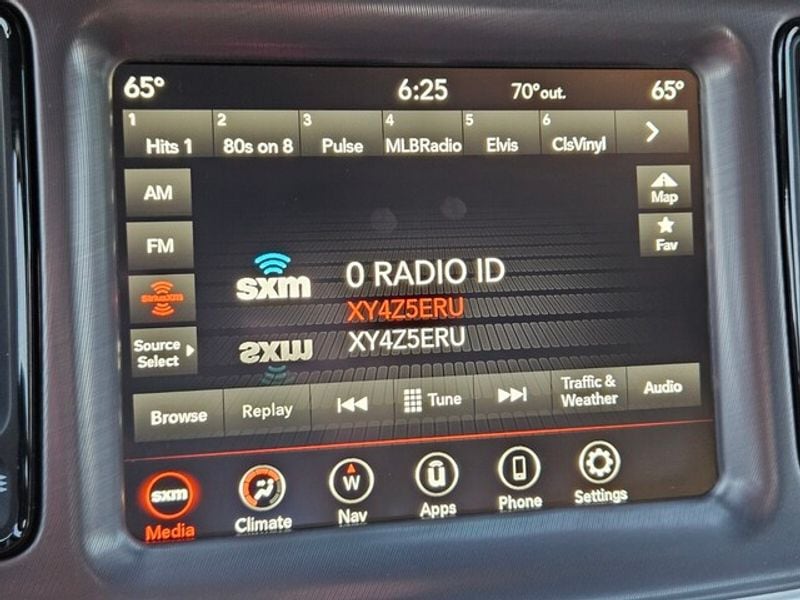 65° 6:25 70°out. 65°
1 2 3 4 5 6
Hits 1 80s on 8 Pulse MLBRadio Elvis ClsVinyl
AM
Map
FM
Fav
SiriusXM
sxm
0 RADIO ID
XY4Z5ERU
XY4Z5ERU
Source
Select
sxm
Browse Replay Tune Traffic &
Weather Audio
sxm W u
Media Climate Nav Apps Phone Settings